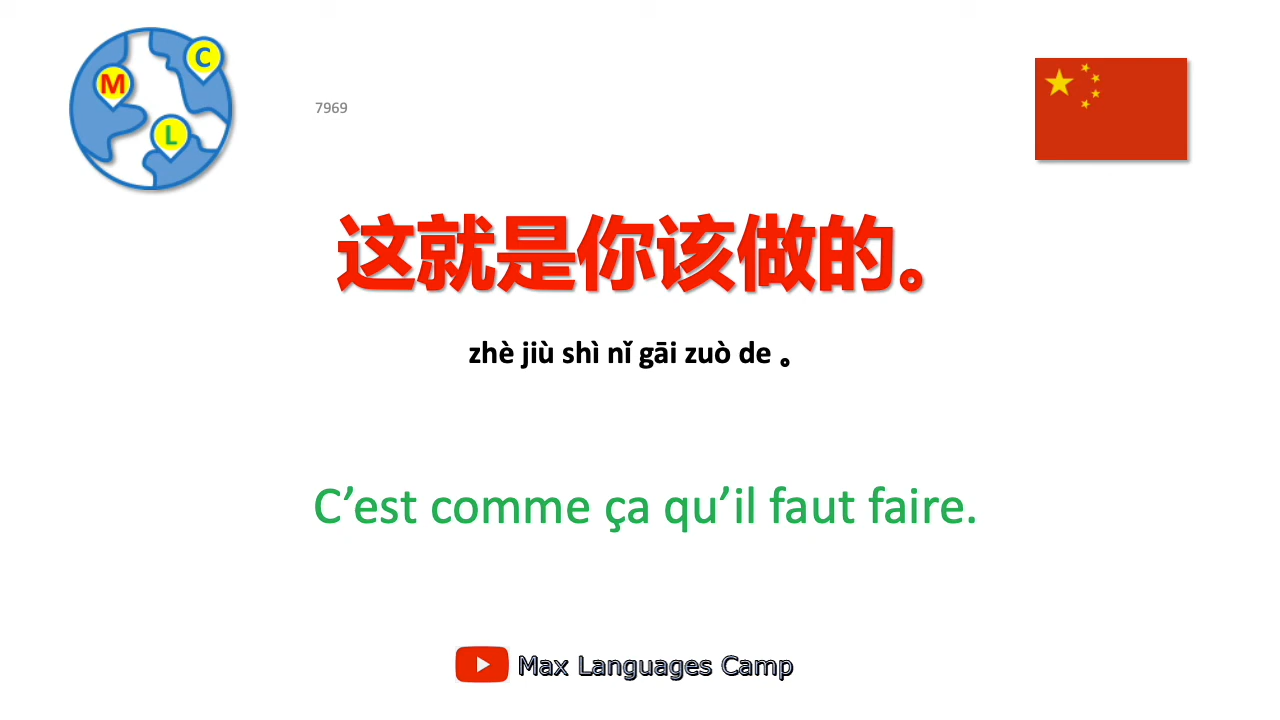 M
C
L
7969
这就是你该做的。
zhè jiù shì nǐ gāi zuò de 。
C’est comme ça qu’il faut faire.
Max Languages Camp